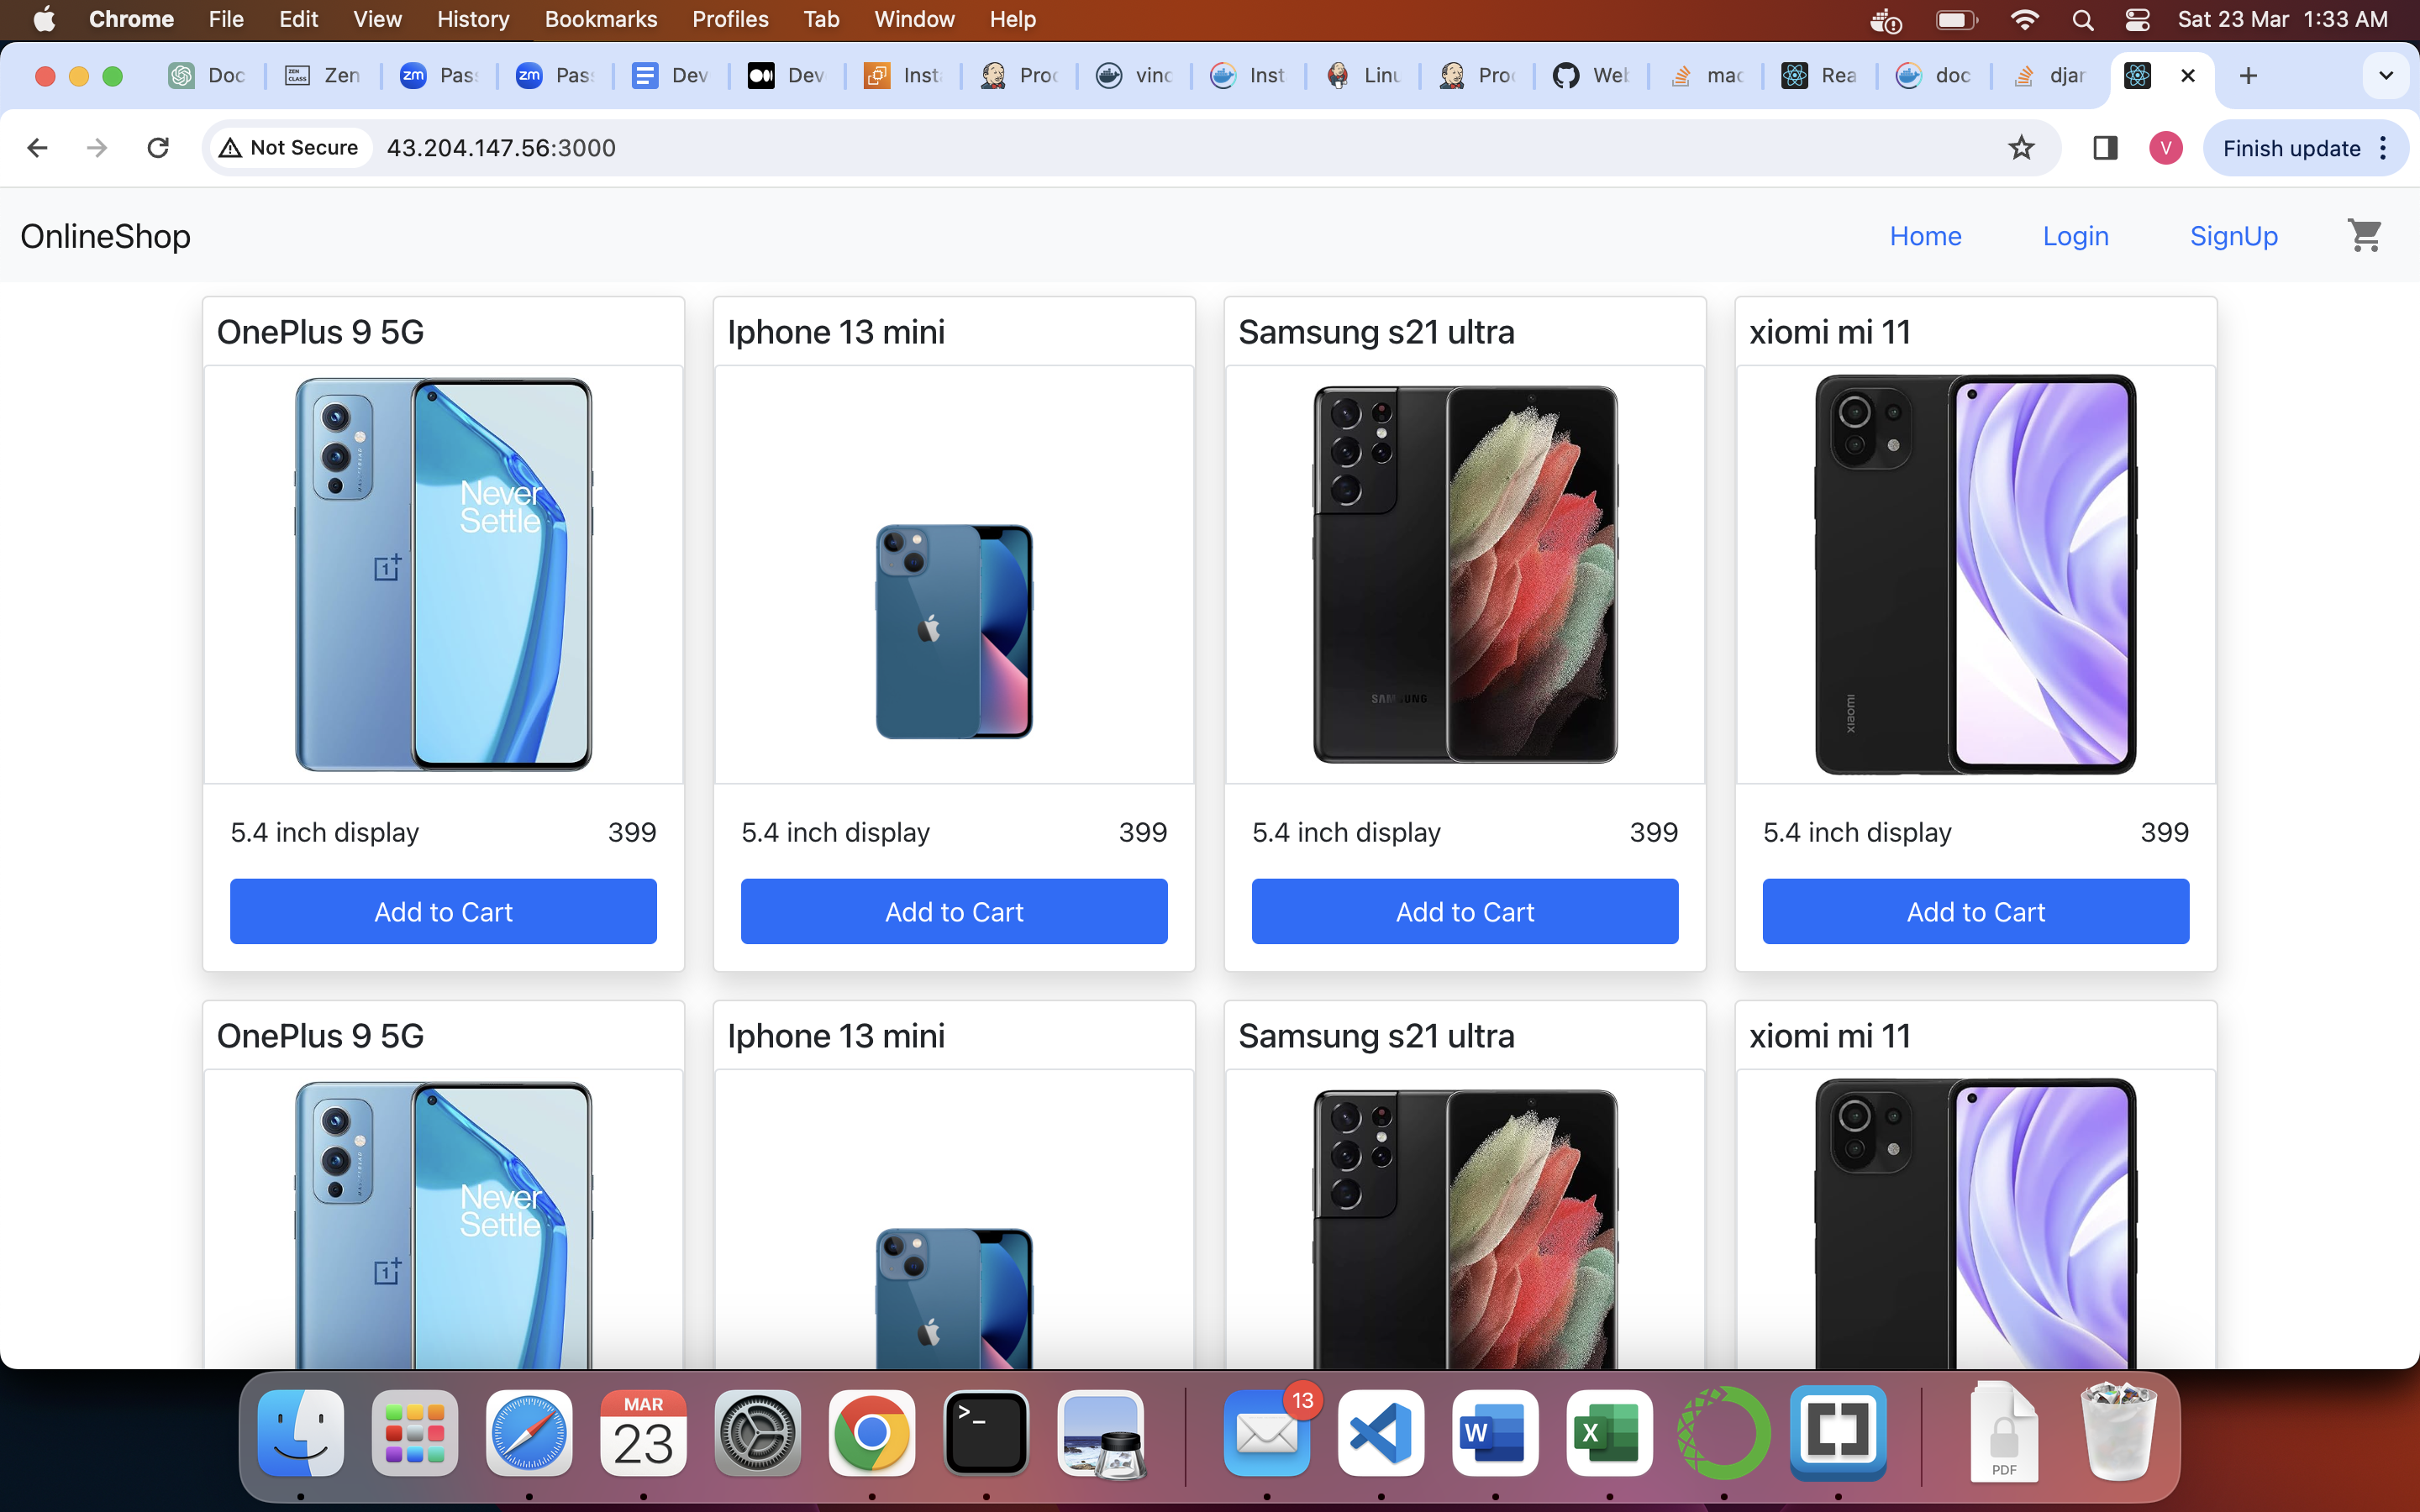 Chrome File Edit View History Bookmarks Profiles Tab Window Help Sat 23 Mar 1:33 AM
Doc Zen Pas Pas Dev Dev Inst Proc vinc Inst Linu Proc Wel mac Rea doc djar
Not Secure 43.204.147.56:3000 V Finish update
OnlineShop Home Login SignUp
OnePlus 9 5G Iphone 13 mini Samsung s21 ultra xiomi mi 11
Never
Settle
SAMSUNG
xiaomi
5.4 inch display 399 5.4 inch display 399 5.4 inch display 399 5.4 inch display 399
Add to Cart Add to Cart Add to Cart Add to Cart
OnePlus 9 5G Iphone 13 mini Samsung s21 ultra xiomi mi 11
Never
Settle
MAR
23
13
W
X
PDF